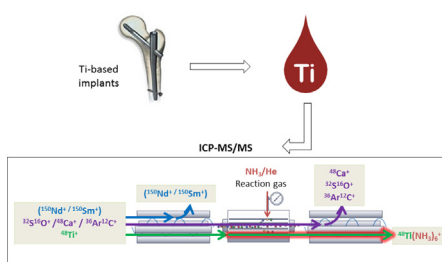 Ti-based
implants
Ti
ICP-MS/MS
(¹⁵⁰Nd⁺ / ¹⁵⁰Sm⁺)
NH₃/He
Reaction gas
⁴⁸Ca⁺
³²S¹⁶O⁺
³⁶Ar¹²C⁺
(¹⁵⁰Nd⁺ / ¹⁵⁰Sm⁺)
³²S¹⁶O⁺ /⁴⁸Ca⁺ / ³⁶Ar¹²C⁺
⁴⁸Ti⁺
⁴⁸Ti(NH₃)₆⁺